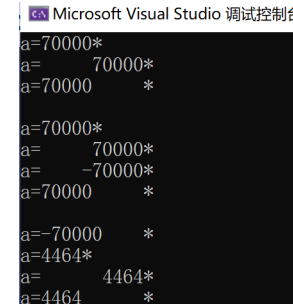 Microsoft Visual Studio 调试控制台
a=70000*
a=     70000*
a=70000     *

a=70000*
a=     70000*
a=    -70000*
a=70000     *

a=-70000    *
a=4464*
a=      4464*
a=4464      *